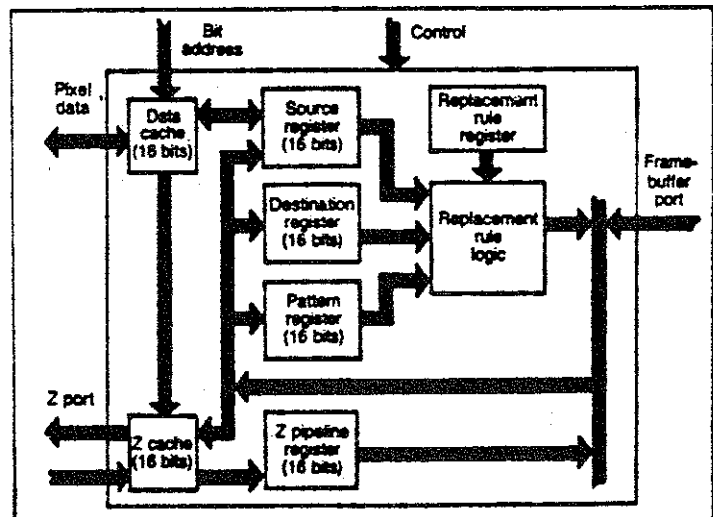 Bit
address
Control
Pixel
data
Data
cache
(16 bits)
Source
register
(16 bits)
Replacement
rule
register
Frame-
buffer
port
Destination
register
(16 bits)
Replacement
rule
logic
Pattern
register
(16 bits)
Z port
Z cache
(16 bits)
Z pipeline
register
(16 bits)